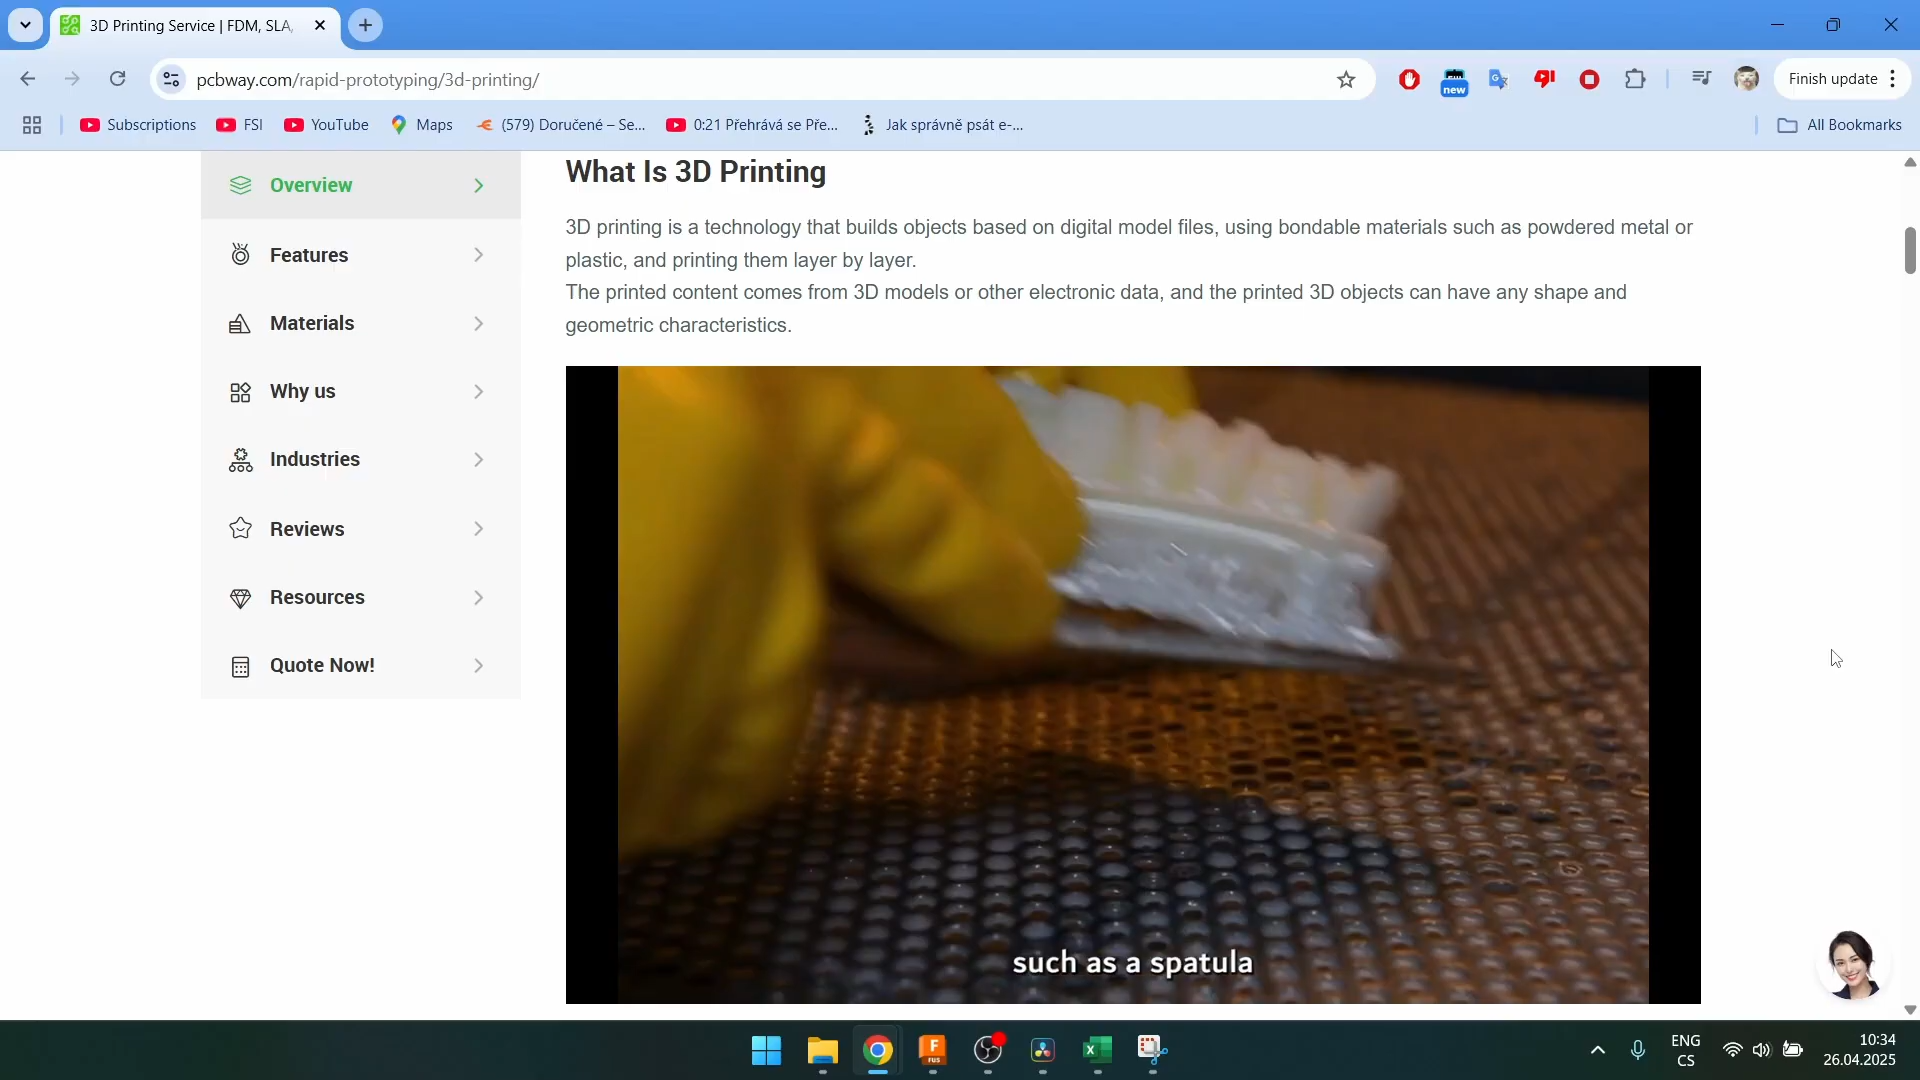 3D Printing Service | FDM, SLA,
pcbway.com/rapid-prototyping/3d-printing/
new
Finish update
Subscriptions
FSI
YouTube
Maps
(579) Doručené – Se...
0:21 Přehrává se Pře...
Jak správně psát e-...
All Bookmarks
Overview
Features
Materials
Why us
Industries
Reviews
Resources
Quote Now!
What Is 3D Printing
3D printing is a technology that builds objects based on digital model files, using bondable materials such as powdered metal or
plastic, and printing them layer by layer.
The printed content comes from 3D models or other electronic data, and the printed 3D objects can have any shape and
geometric characteristics.
such as a spatula
F
FUS
X
ENG
CS
10:34
26.04.2025